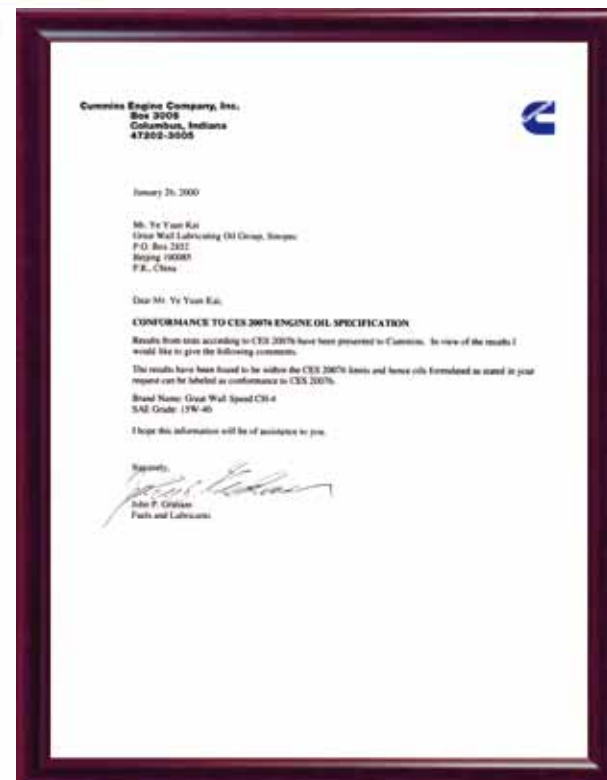 Cummins Engine Company, Inc.
Box 3005
Columbus, Indiana
47202-3005
January 26, 2000
Mr. Ye Yuan Kai
Great Wall Lubricating Oil Group, Sinopec
P.O. Box 2852
Beijing 100085
P.R., China
Dear Mr. Ye Yuan Kai,
CONFORMANCE TO CES 20076 ENGINE OIL SPECIFICATION
Results from tests according to CES 20076 have been presented to Cummins. In view of the results I
would like to give the following comments.
The results have been found to be within the CES 20076 limits and hence oils formulated as stated in your
request can be labeled as conformance to CES 20076.
Brand Name: Great Wall Speed CH-4
SAE Grade: 15W-40
I hope this information will be of assistance to you.
Sincerely,
John P. Graham
Fuels and Lubricants